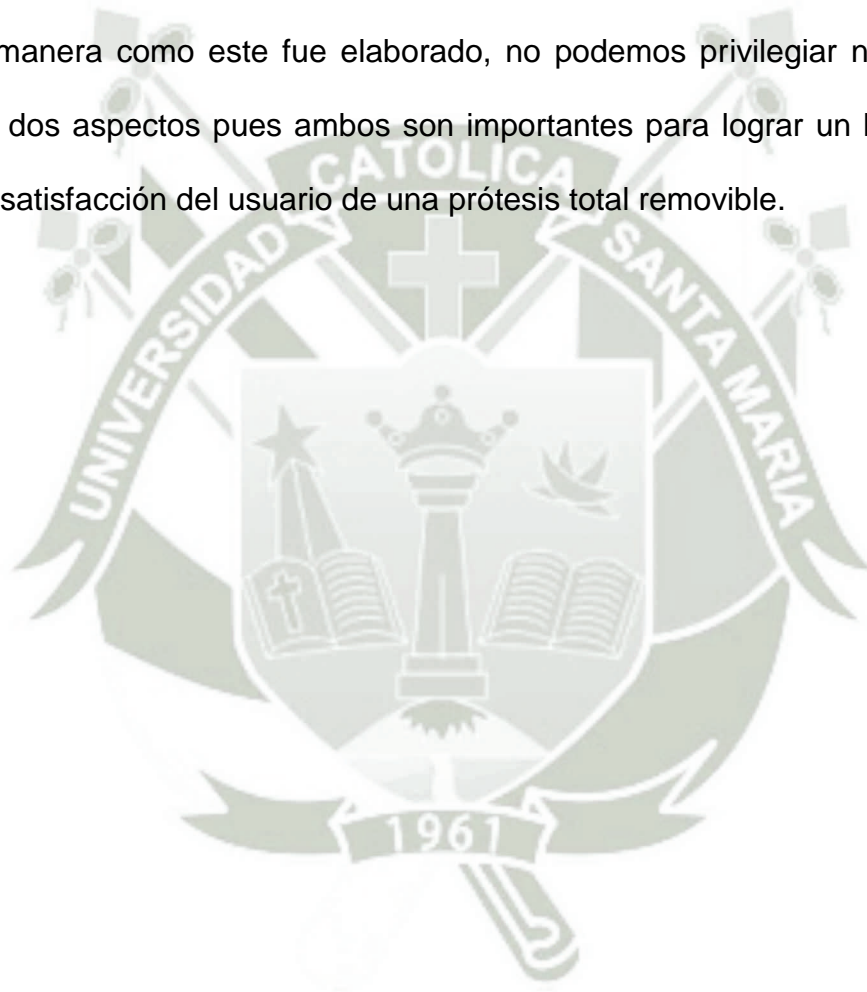 manera como este fue elaborado, no podemos privilegiar n
dos aspectos pues ambos son importantes para lograr un
satisfacción del usuario de una prótesis total removible.
CATOLICA
UNIVERSIDAD
SANTA MARIA
1961